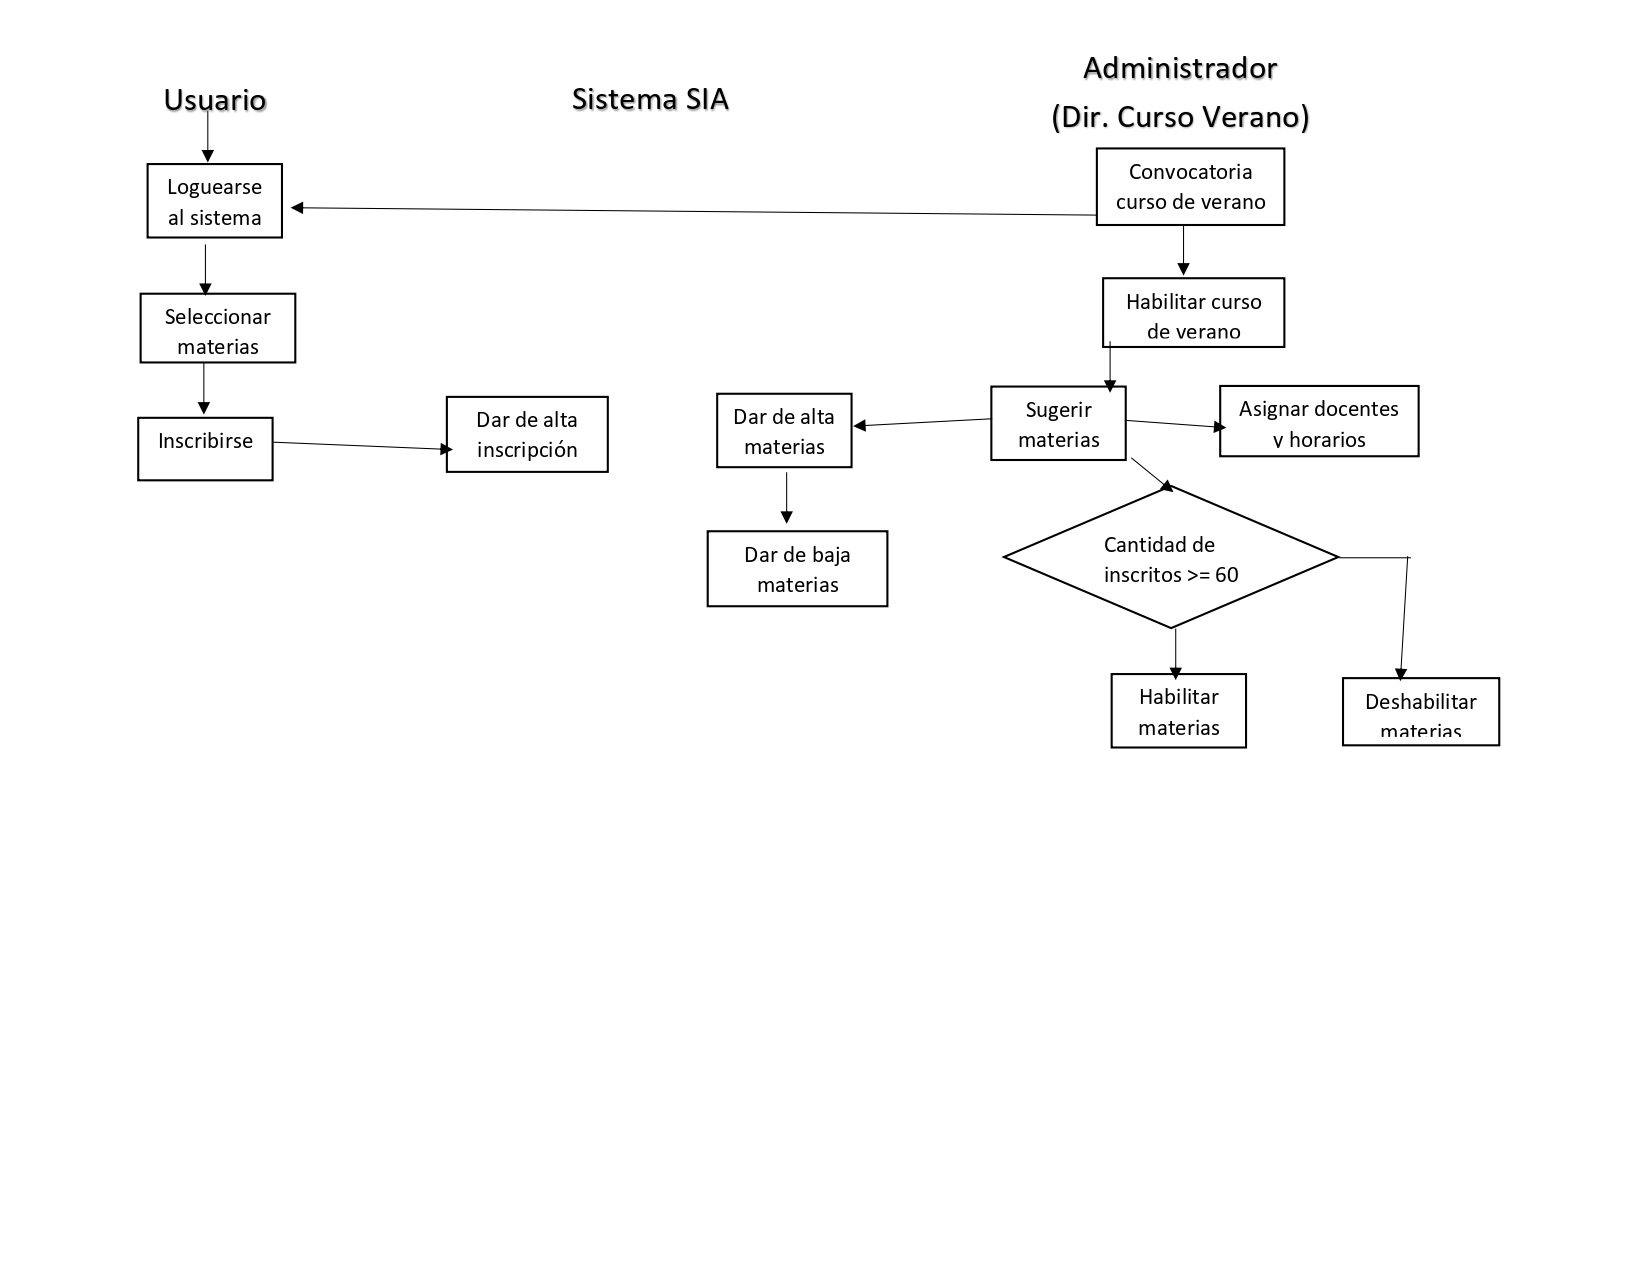 Administrador
(Dir. Curso Verano)
Usuario
Sistema SIA
Convocatoria
curso de verano
Loguearse
al sistema
Habilitar curso
de verano
Seleccionar
materias
Inscribirse
Dar de alta
inscripción
Dar de alta
materias
Sugerir
materias
Asignar docentes
y horarios
Dar de baja
materias
Cantidad de
inscritos >= 60
Habilitar
materias
Deshabilitar
materias